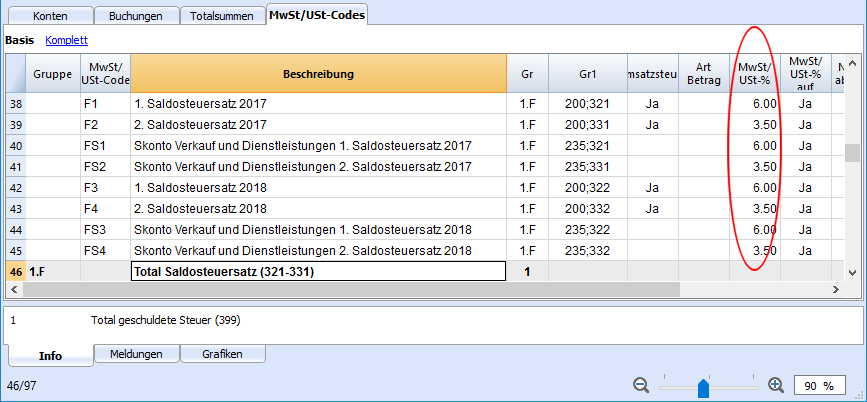 Konten Buchungen Totalsummen MwSt/USt-Codes
Basis Komplett
Gruppe MwSt/ USt-Code Beschreibung Gr Gr1 msatzsteu Art Betrag MwSt/ USt-% MwSt/ USt-% auf
38 F1 1. Saldosteuersatz 2017 1.F 200;321 Ja 6.00 Ja
39 F2 2. Saldosteuersatz 2017 1.F 200;331 Ja 3.50 Ja
40 FS1 Skonto Verkauf und Dienstleistungen 1. Saldosteuersatz 2017 1.F 235;321 6.00 Ja
41 FS2 Skonto Verkauf und Dienstleistungen 2. Saldosteuersatz 2017 1.F 235;331 3.50 Ja
42 F3 1. Saldosteuersatz 2018 1.F 200;322 Ja 6.00 Ja
43 F4 2. Saldosteuersatz 2018 1.F 200;332 Ja 3.50 Ja
44 FS3 Skonto Verkauf und Dienstleistungen 1. Saldosteuersatz 2018 1.F 235;322 6.00 Ja
45 FS4 Skonto Verkauf und Dienstleistungen 2. Saldosteuersatz 2018 1.F 235;332 3.50 Ja
46 1.F Total Saldosteuersatz (321-331) 1
1 Total geschuldete Steuer (399)
Info Meldungen Grafiken
46/97 90 %